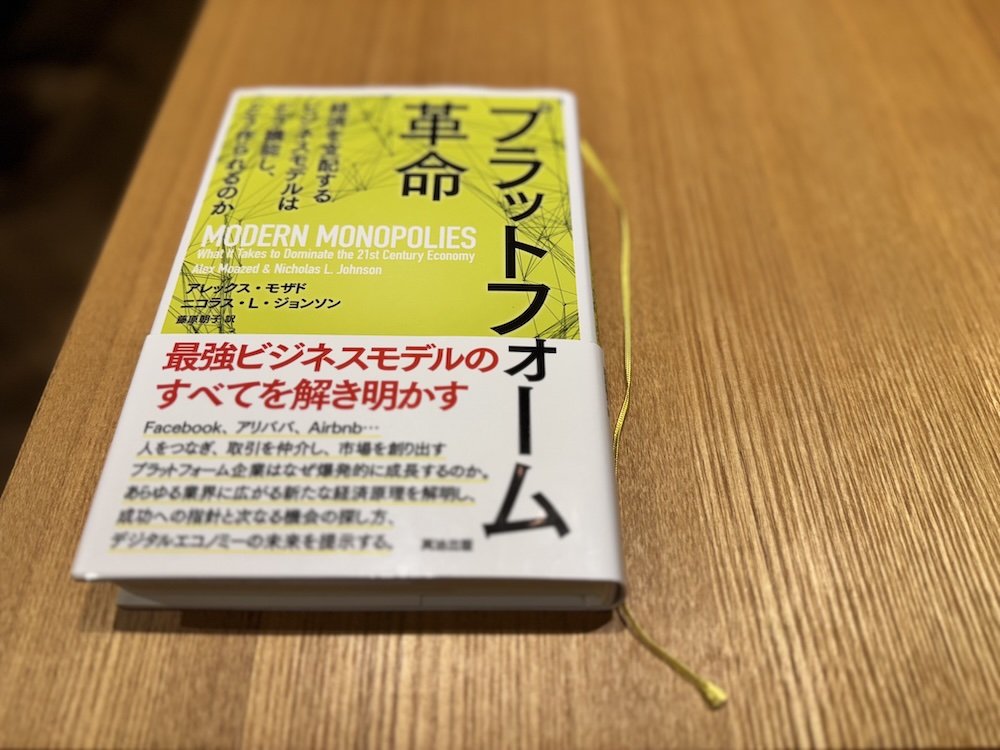 プラットフォーム
革命
経済を支配する
ビジネスモデルは
どう機能し、
どう作られるのか
MODERN MONOPOLIES
What It Takes to Dominate the 21st Century Economy
Alex Moazed & Nicholas L. Johnson
アレックス・モザド
ニコラス・L・ジョンソン
藤原朝子 訳
最強ビジネスモデルの
すべてを解き明かす
Facebook、アリババ、Airbnb…
人をつなぎ、取引を仲介し、市場を創り出す
プラットフォーム企業はなぜ爆発的に成長するのか。
あらゆる業界に広がる新たな経済原理を解明し、
成功への指針と次なる機会の探し方、
デジタルエコノミーの未来を提示する。
英治出版